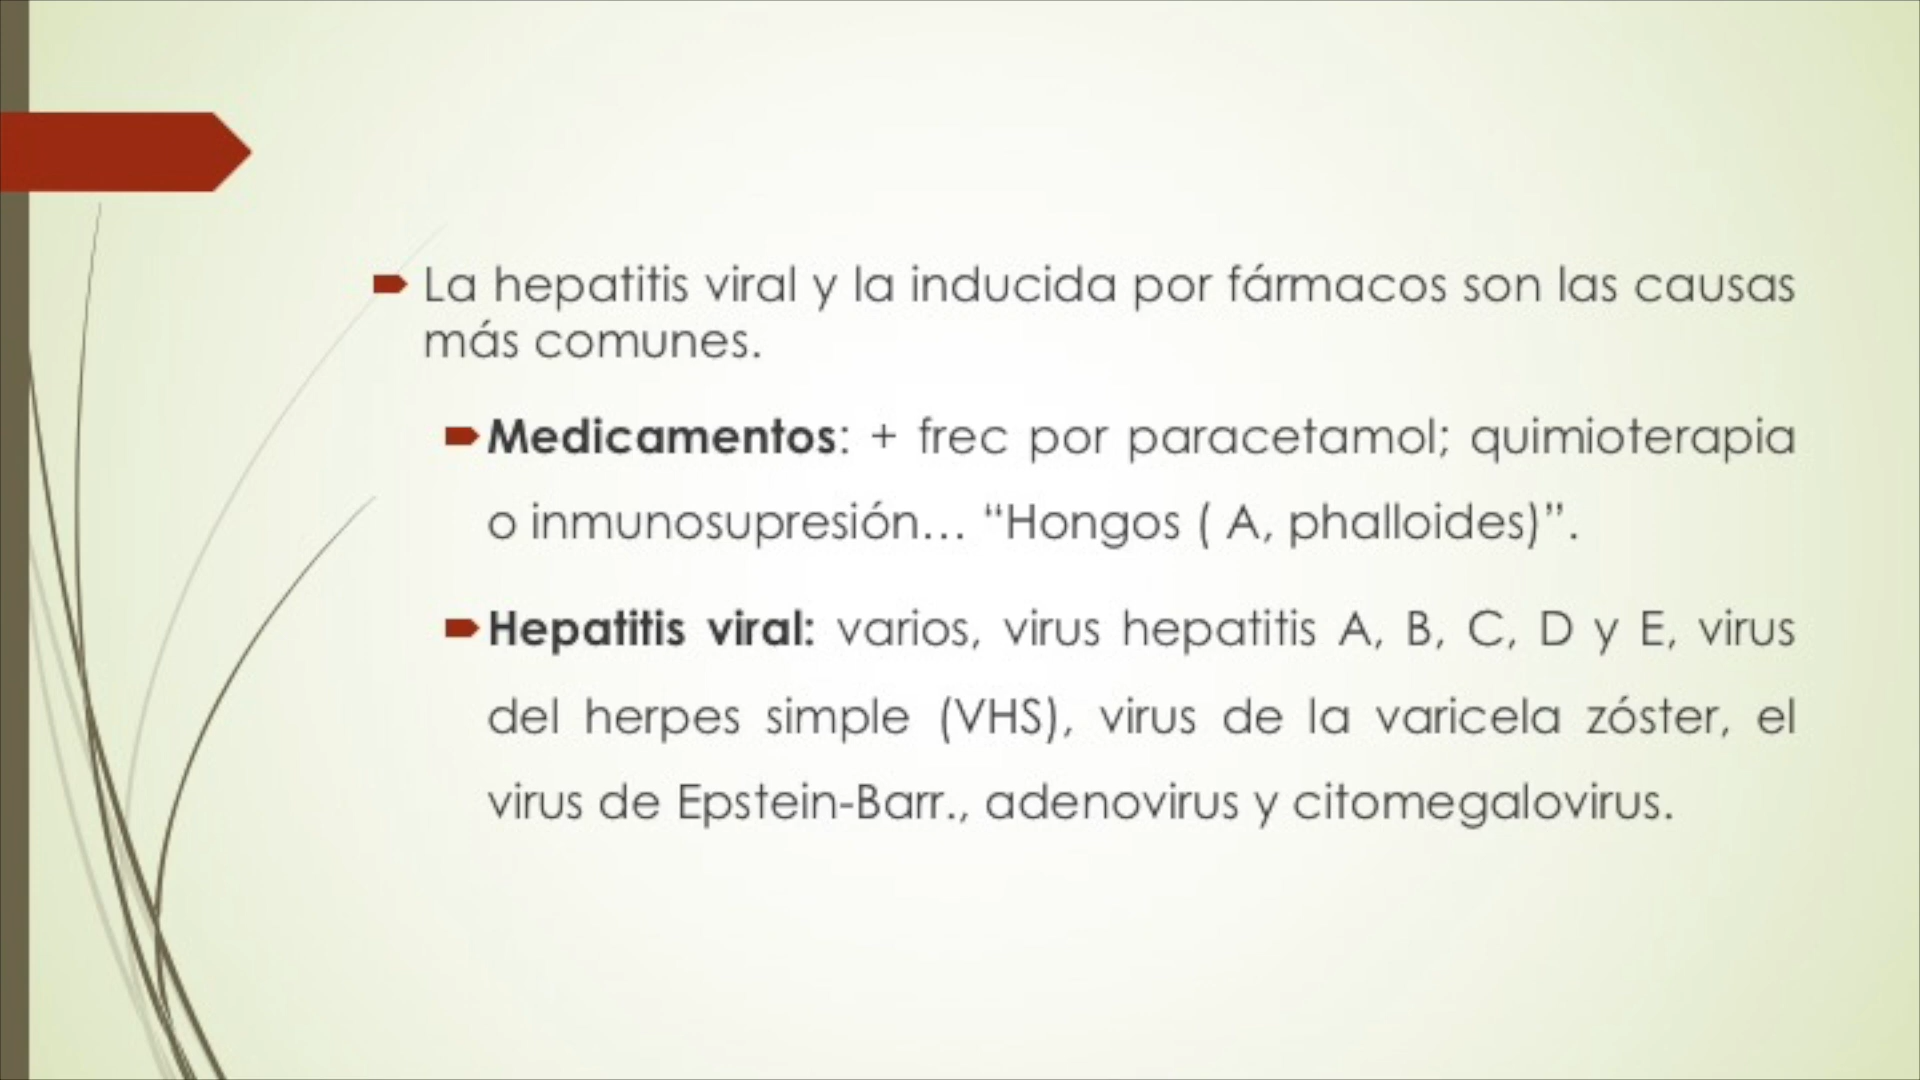 La hepatitis viral y la inducida por fármacos son las causas
más comunes.
Medicamentos: + frec por paracetamol; quimioterapia
o inmunosupresión... “Hongos ( A, phalloides)”.
Hepatitis viral: varios, virus hepatitis A, B, C, D y E, virus
del herpes simple (VHS), virus de la varicela zóster, el
virus de Epstein-Barr., adenovirus y citomegalovirus.